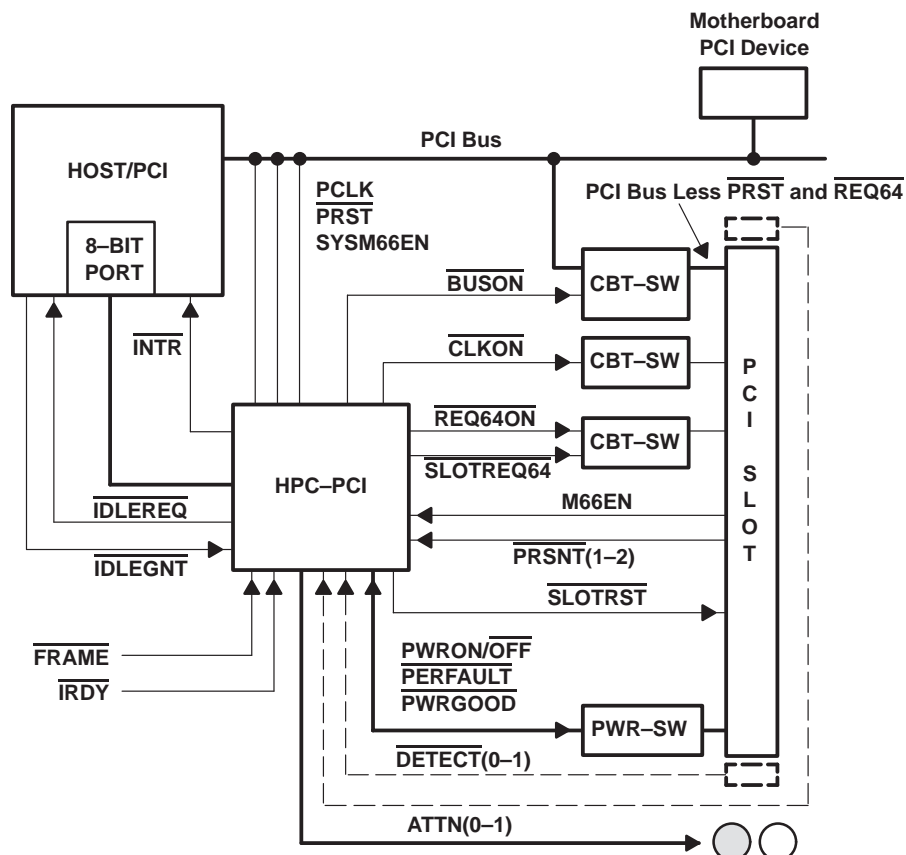 Motherboard
PCI Device
PCI Bus
HOST/PCI
PCLK
PRST
SYSM66EN
PCI Bus Less PRST and REQ64
8–BIT
PORT
BUSON
CBT–SW
INTR
CLKON
CBT–SW
PCI SLOT
REQ64ON
CBT–SW
SLOTREQ64
HPC–PCI
M66EN
IDLEREQ
PRSNT(1–2)
IDLEGNT
SLOTRST
FRAME
PWRON/OFF
IRDY
PERFAULT
PWRGOOD
PWR–SW
DETECT(0–1)
ATTN(0–1)